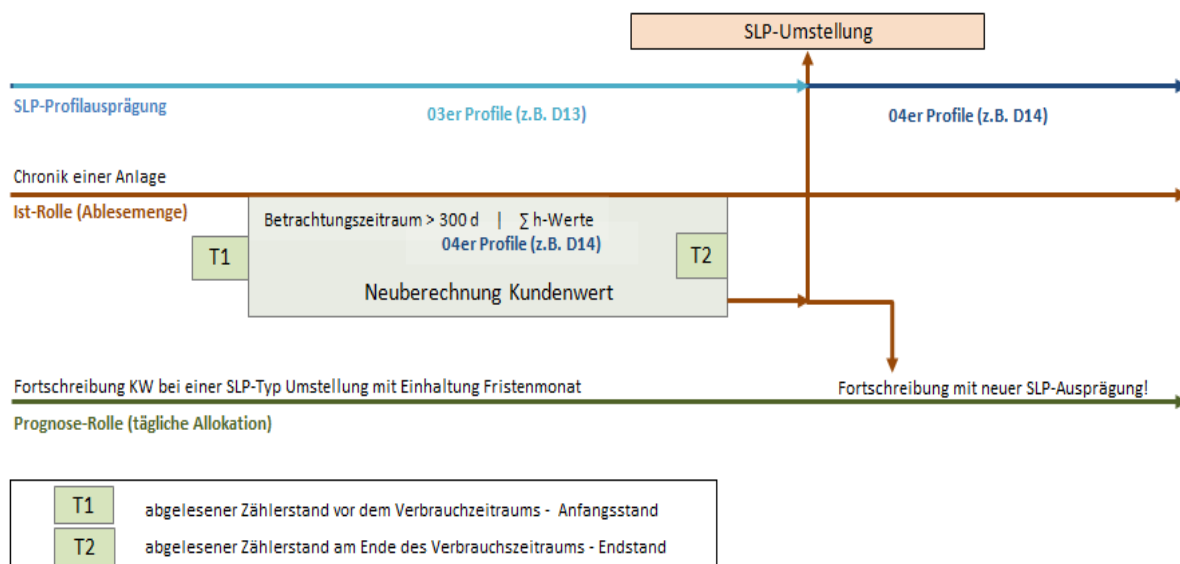 SLP-Umstellung
SLP-Profilausprägung
03er Profile (z.B. D13)
04er Profile (z.B. D14)
Chronik einer Anlage
Ist-Rolle (Ablesemenge)
Betrachtungszeitraum > 300 d | ∑ h-Werte
04er Profile (z.B. D14)
T1
T2
Neuberechnung Kundenwert
Fortschreibung KW bei einer SLP-Typ Umstellung mit Einhaltung Fristenmonat
Fortschreibung mit neuer SLP-Ausprägung!
Prognose-Rolle (tägliche Allokation)
T1 abgelesener Zählerstand vor dem Verbrauchzeitraums - Anfangsstand
T2 abgelesener Zählerstand am Ende des Verbrauchszeitraums - Endstand